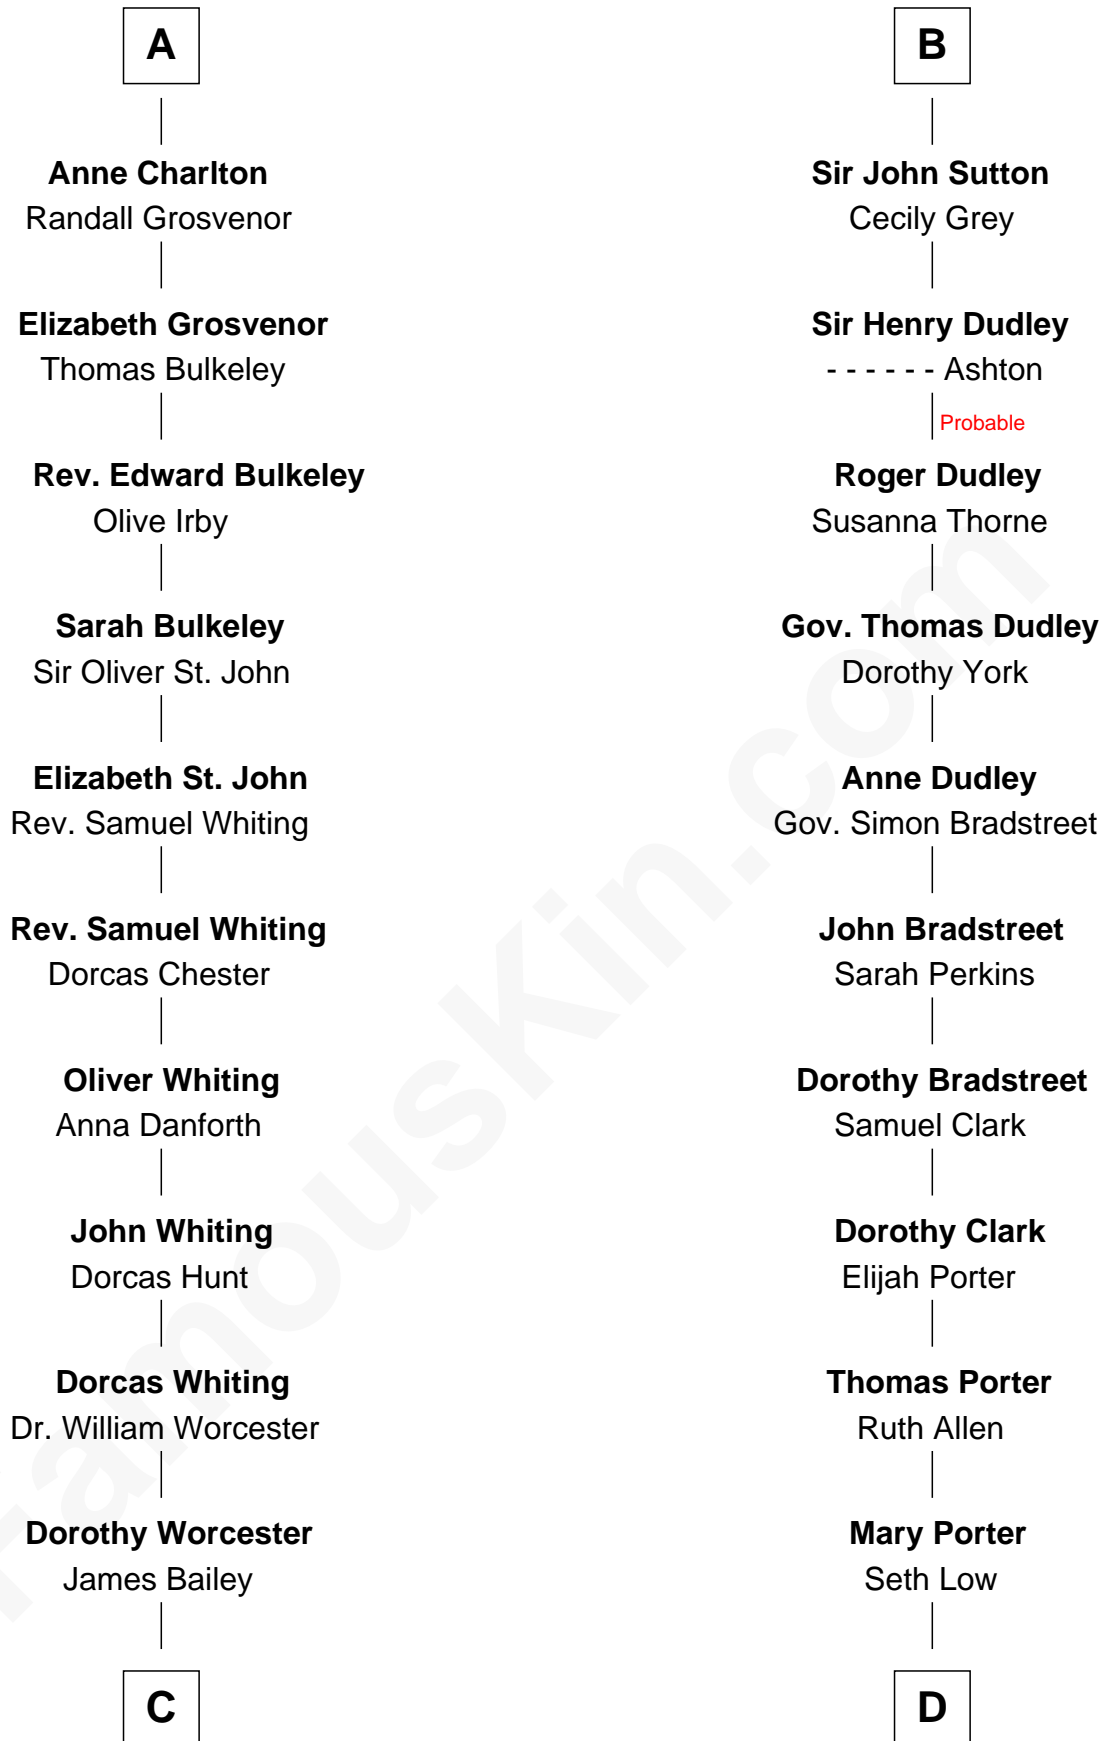 A
Anne Charlton
Randall Grosvenor
Elizabeth Grosvenor
Thomas Bulkeley
Rev. Edward Bulkeley
Olive Irby
Sarah Bulkeley
Sir Oliver St. John
Elizabeth St. John
Rev. Samuel Whiting
Rev. Samuel Whiting
Dorcas Chester
Oliver Whiting
Anna Danforth
John Whiting
Dorcas Hunt
Dorcas Whiting
Dr. William Worcester
Dorothy Worcester
James Bailey
C
B
Sir John Sutton
Cecily Grey
Sir Henry Dudley
- - - - - - Ashton
Probable
Roger Dudley
Susanna Thorne
Gov. Thomas Dudley
Dorothy York
Anne Dudley
Gov. Simon Bradstreet
John Bradstreet
Sarah Perkins
Dorothy Bradstreet
Samuel Clark
Dorothy Clark
Elijah Porter
Thomas Porter
Ruth Allen
Mary Porter
Seth Low
D
FamousKin.com